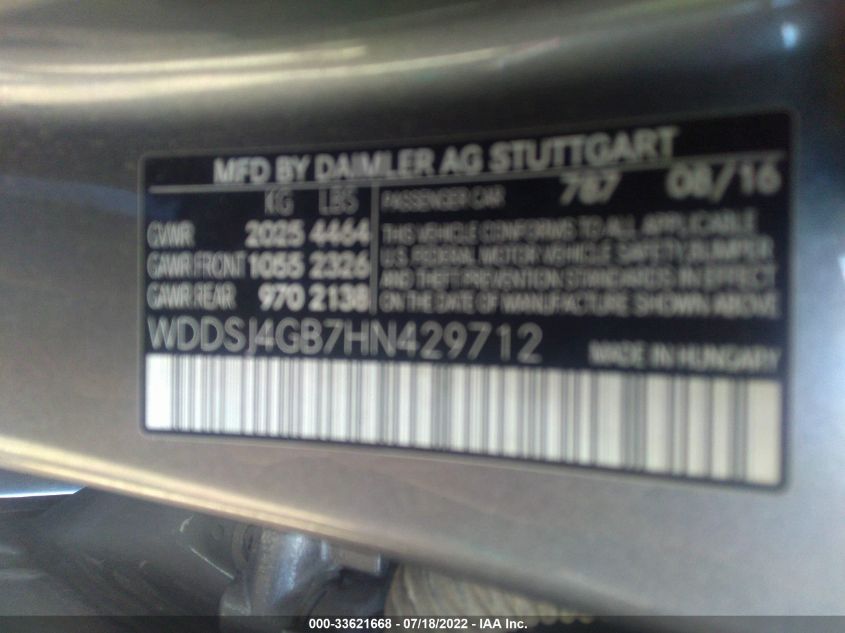 MFD BY DAIMLER AG STUTTGART
KG LBS
GVWR 2025 4464
GAWR FRONT 1055 2326
GAWR REAR 970 2138
PASSENGER CAR 787 08/16
THIS VEHICLE CONFORMS TO ALL APPLICABLE
U.S. FEDERAL MOTOR VEHICLE SAFETY, BUMPER
AND THEFT PREVENTION STANDARDS IN EFFECT
ON THE DATE OF MANUFACTURE SHOWN ABOVE
WDDSJ4GB7HN429712
MADE IN HUNGARY
000-33621668 - 07/18/2022 - IAA Inc.